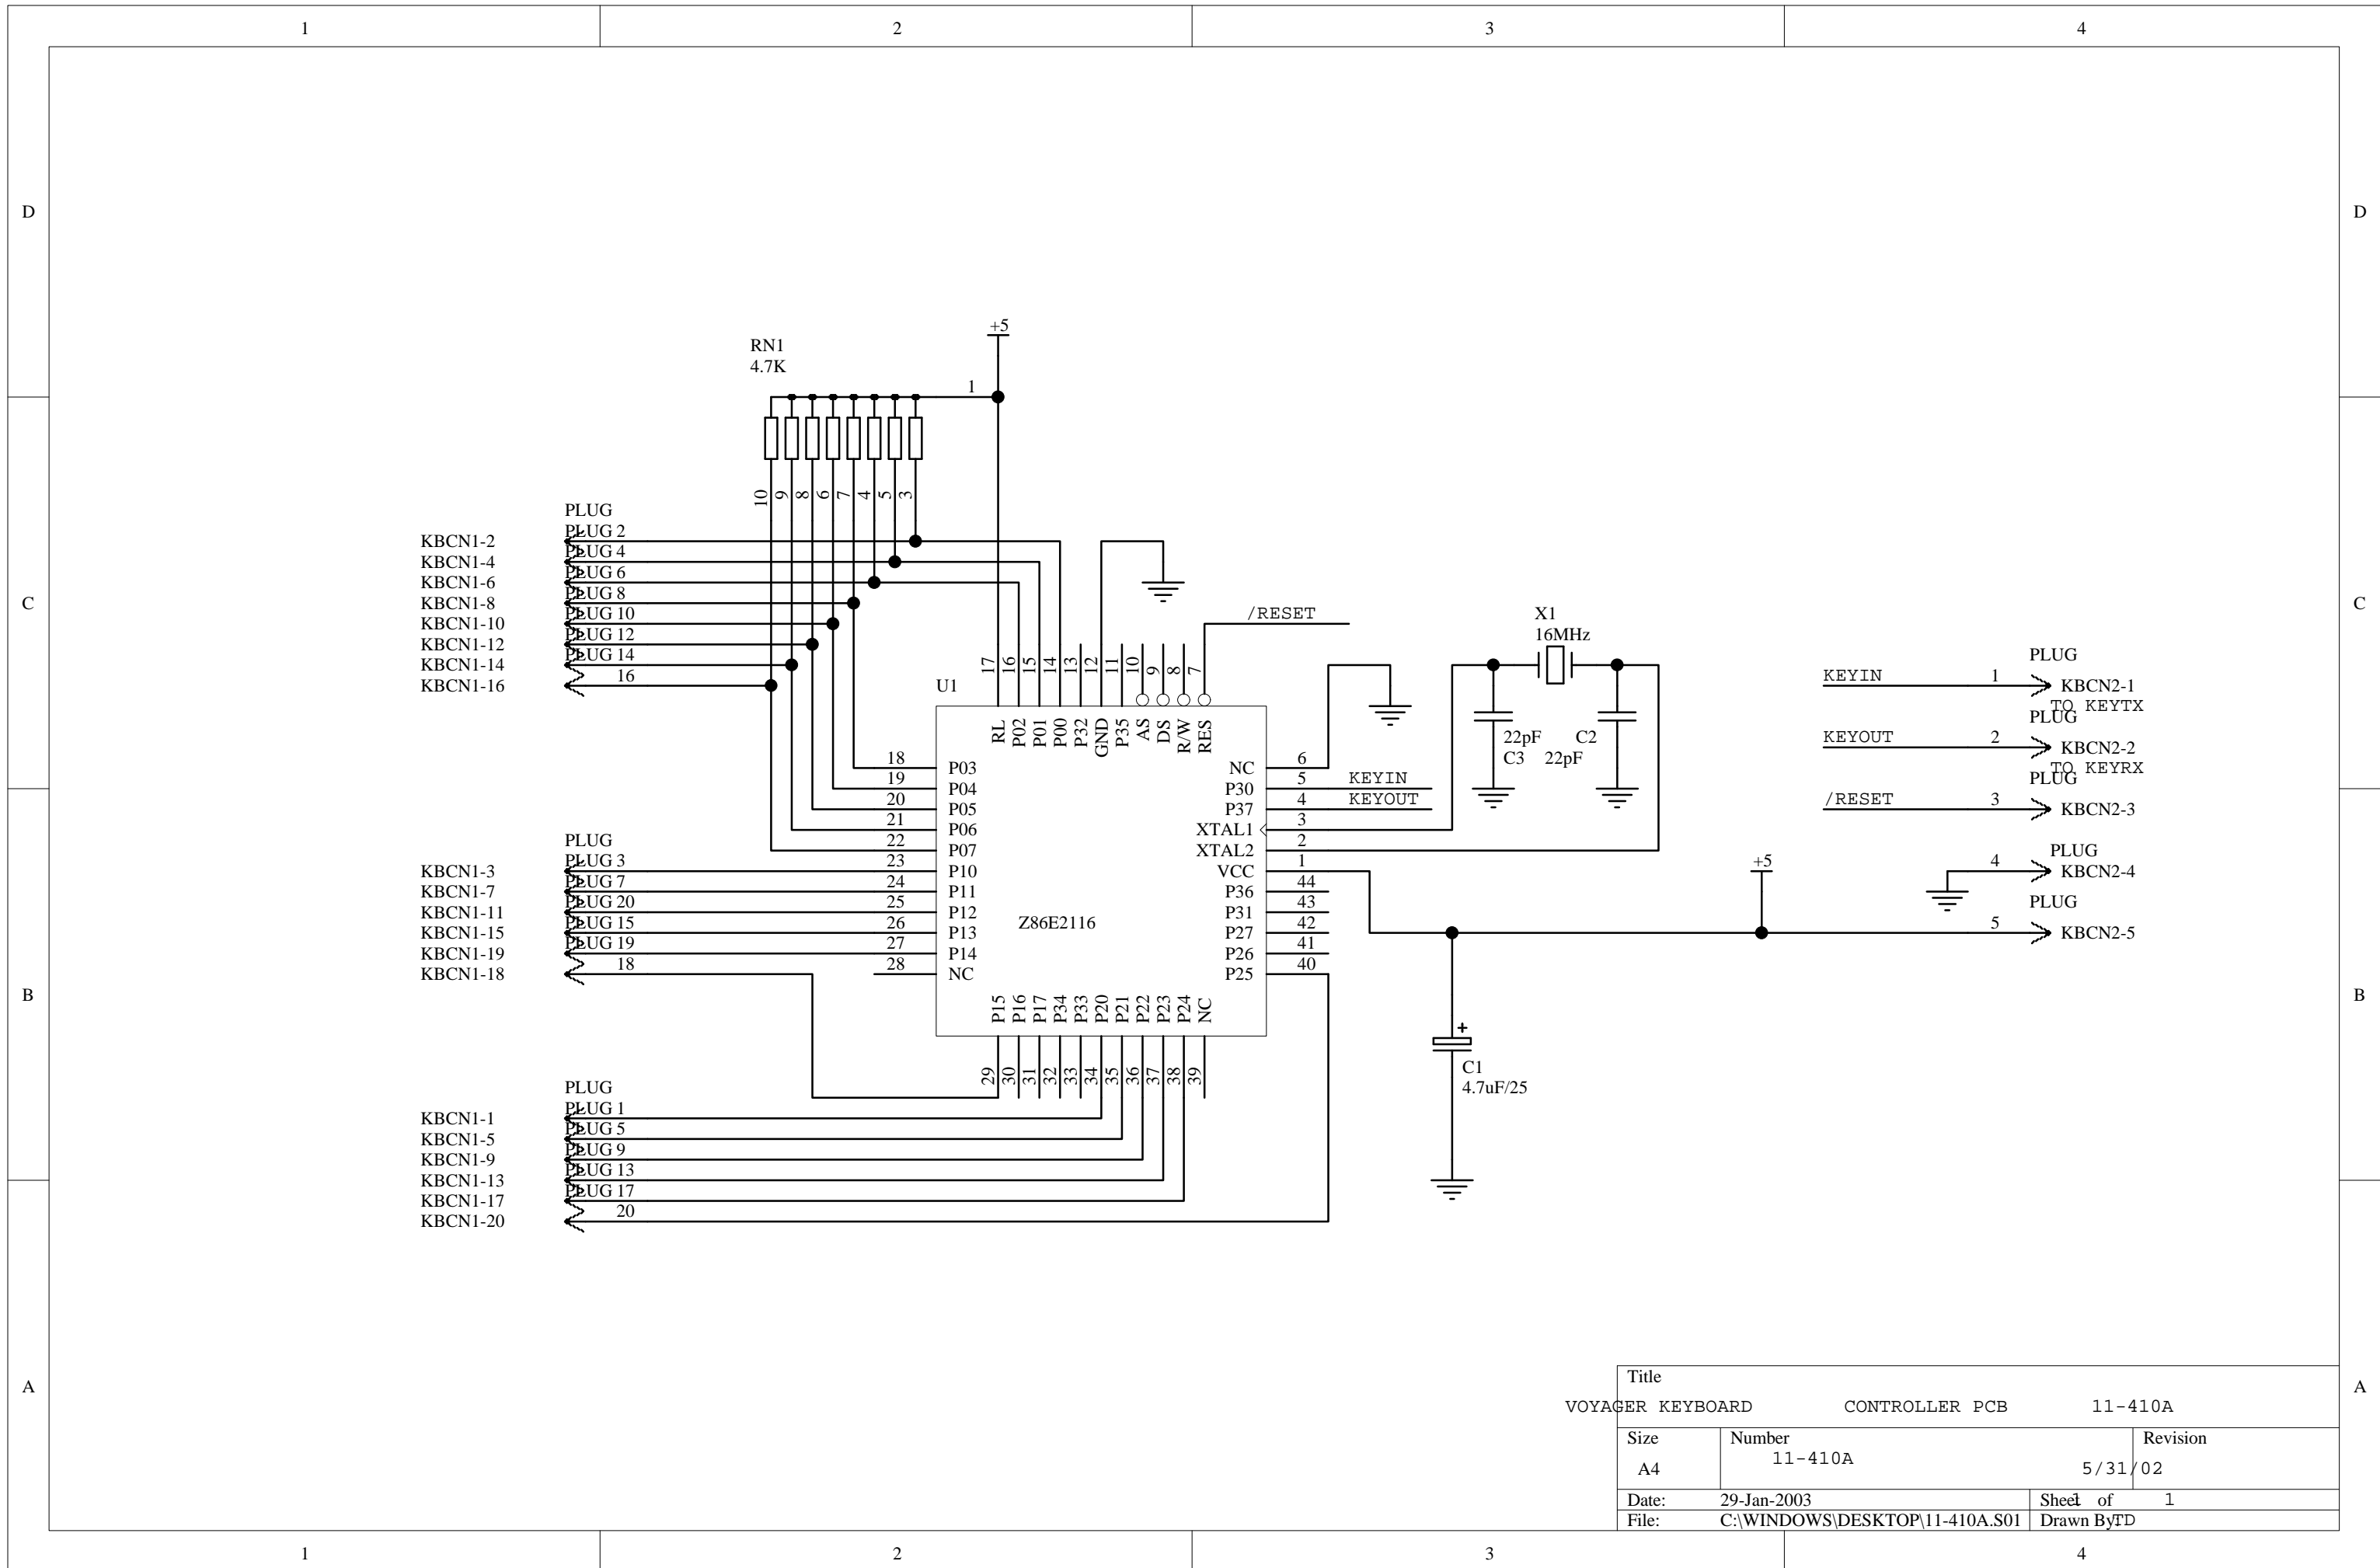 1 2 3 4
D D
+5
RN1
4.7K
1
10 9 8 6 7 4 5 3
PLUG
KBCN1-2 PLUG 2
KBCN1-4 PLUG 4
KBCN1-6 PLUG 6
KBCN1-8 PLUG 8
KBCN1-10 PLUG 10
KBCN1-12 PLUG 12
KBCN1-14 PLUG 14
KBCN1-16 16
C C
/RESET
X1
16MHz
17 16 15 14 13 12 11 10 9 8 7
U1
RL P02 P01 P00 P32 GND P35 AS DS R/W RES
22pF C2
C3 22pF
PLUG
KEYIN 1 KBCN2-1
TO KEYTX
PLUG
KEYOUT 2 KBCN2-2
TO KEYRX
PLUG
/RESET 3 KBCN2-3
PLUG
4 KBCN2-4
PLUG
+5
5 KBCN2-5
18 P03
19 P04
20 P05
21 P06
22 P07
NC 6
P30 5 KEYIN
P37 4 KEYOUT
XTAL1 3
XTAL2 2
VCC 1
P36 44
P31 43
P27 42
P26 41
P25 40
PLUG
KBCN1-3 PLUG 3 23 P10
KBCN1-7 PLUG 7 24 P11
KBCN1-11 PLUG 20 25 P12
KBCN1-15 PLUG 15 26 P13
KBCN1-19 PLUG 19 27 P14
KBCN1-18 18 28 NC
Z86E2116
B B
P15 P16 P17 P34 P33 P20 P21 P22 P23 P24 NC
29 30 31 32 33 34 35 36 37 38 39
+
C1
4.7uF/25
PLUG
KBCN1-1 PLUG 1
KBCN1-5 PLUG 5
KBCN1-9 PLUG 9
KBCN1-13 PLUG 13
KBCN1-17 PLUG 17
KBCN1-20 20
A A
Title
VOYAGER KEYBOARD CONTROLLER PCB 11-410A
Size Number Revision
A4 11-410A 5/31/02
Date: 29-Jan-2003 Sheet 1 of 1
File: C:\WINDOWS\DESKTOP\11-410A.S01 Drawn By: TD
1 2 3 4